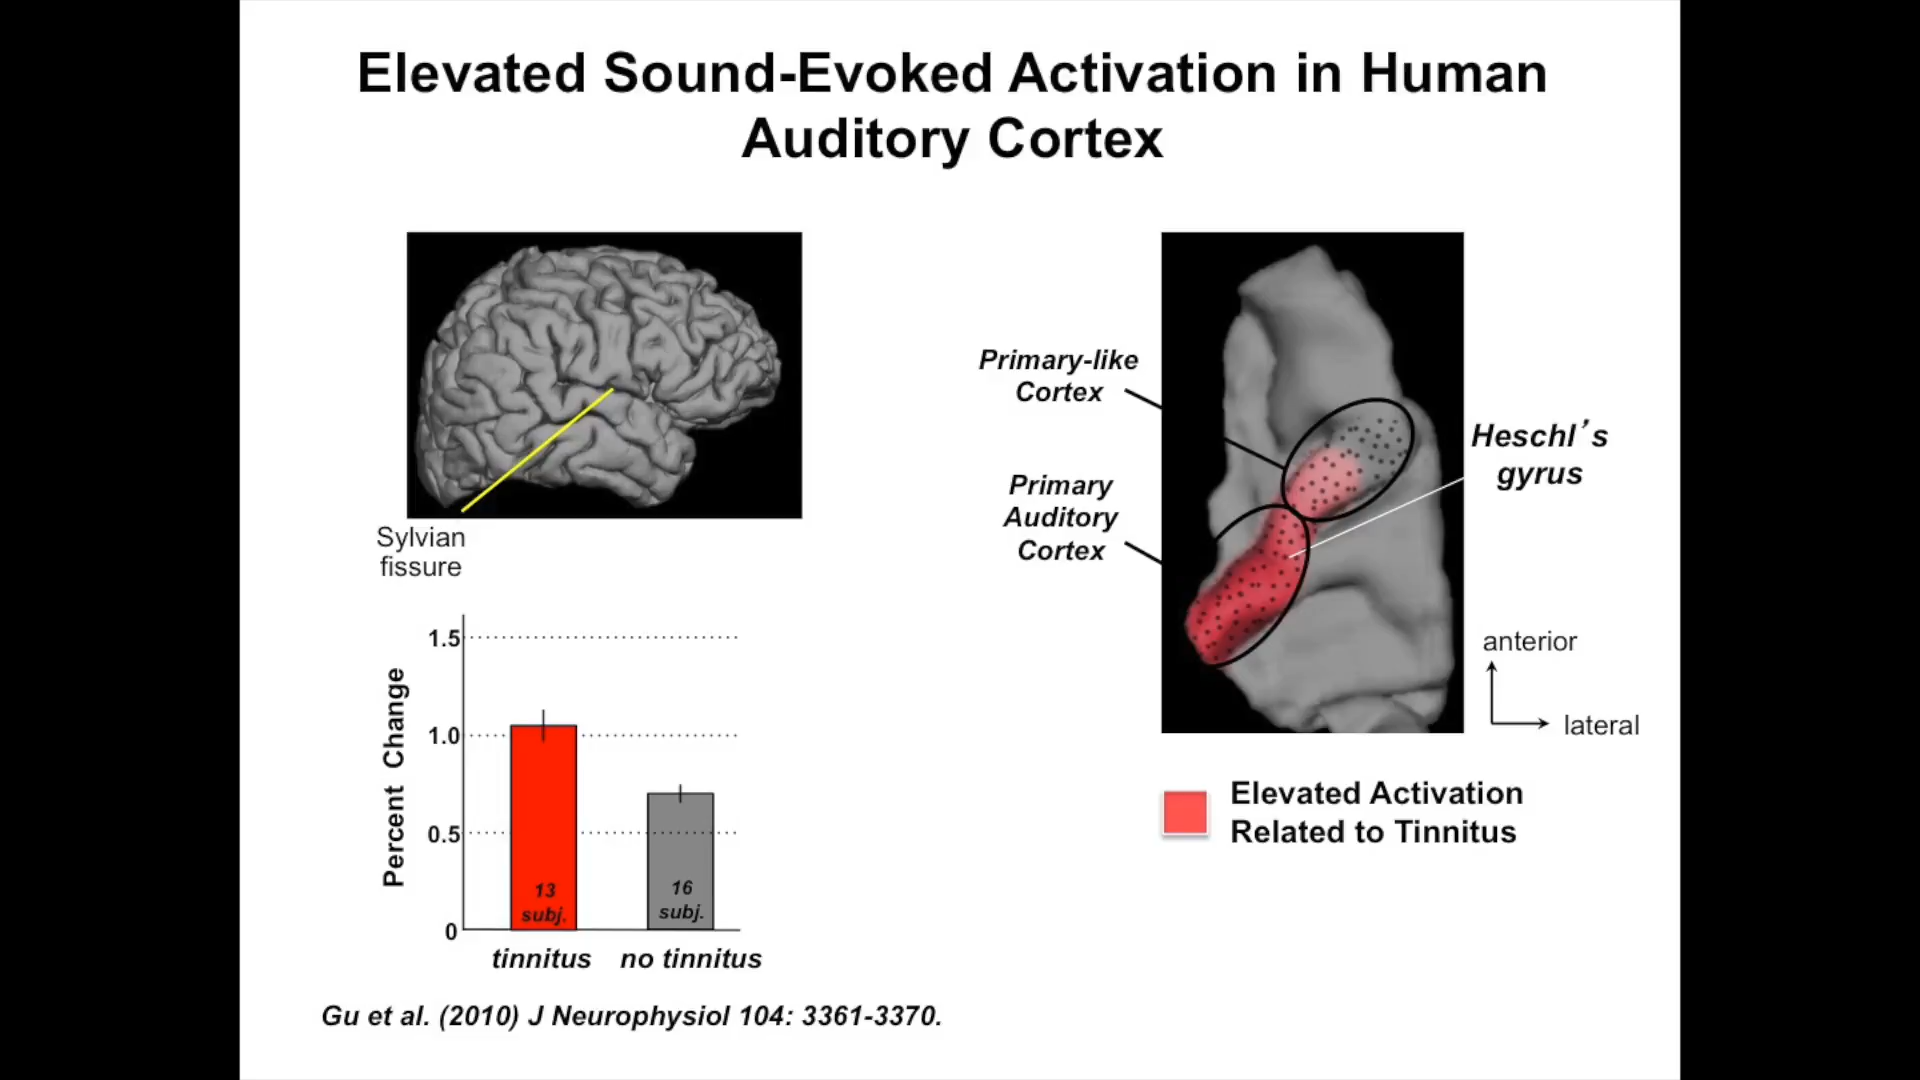 Elevated Sound-Evoked Activation in Human
Auditory Cortex
Sylvian
fissure
Primary-like
Cortex
Primary
Auditory
Cortex
Heschl’s
gyrus
anterior
lateral
Elevated Activation
Related to Tinnitus
Percent Change
1.5
1.0
0.5
0
13
subj.
16
subj.
tinnitus
no tinnitus
Gu et al. (2010) J Neurophysiol 104: 3361-3370.